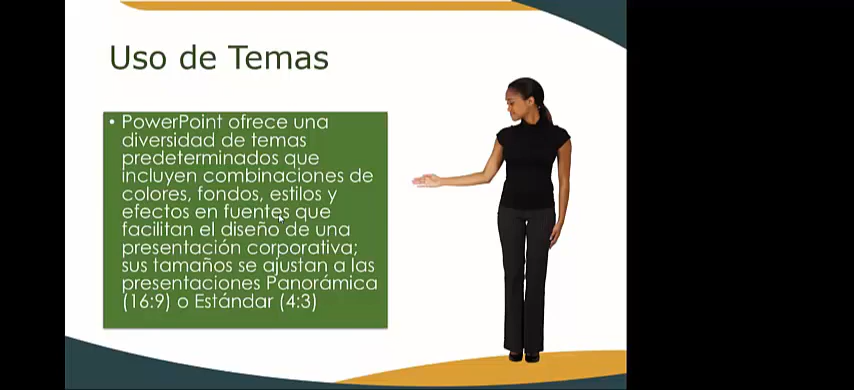 Uso de Temas
• PowerPoint ofrece una
diversidad de temas
predeterminados que
incluyen combinaciones de
colores, fondos, estilos y
efectos en fuentes que
facilitan el diseño de una
presentación corporativa;
sus tamaños se ajustan a las
presentaciones Panorámica
(16:9) o Estándar (4:3)